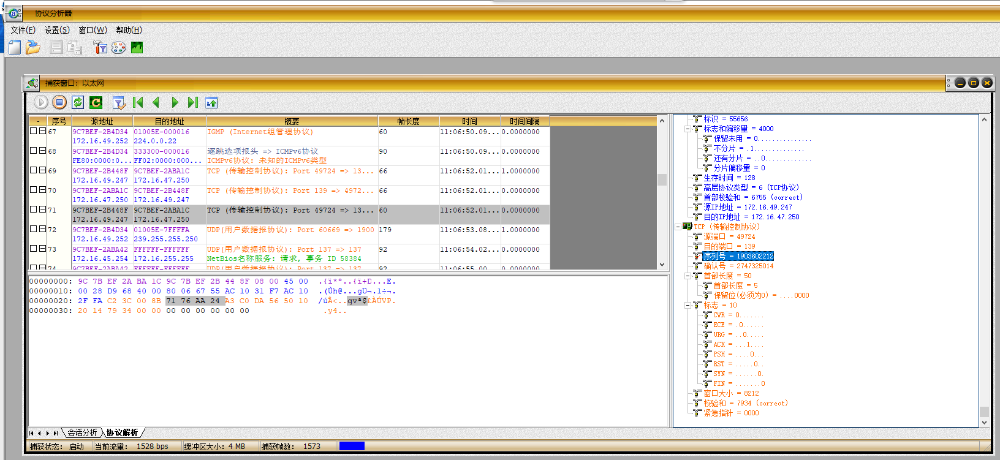 协议分析器
文件(F) 设置(S) 窗口(W) 帮助(H)
捕获窗口: 以太网
- 序号 源地址 目的地址 概要 帧长度 时间 时间间隔
67 9C7BEF-2B4D34 01005E-000016 IGMP (Internet组管理协议) 60 11:06:50.09... 0.0000000
172.16.49.252 224.0.0.22
68 9C7BEF-2B4D34 333300-000016 逐跳选项报头 => ICMPv6协议 90 11:06:50.09... 0.0000000
FE80:0000:0... FF02:0000:000... ICMPv6协议: 未知的ICMPv6类型
69 9C7BEF-2B448F 9C7BEF-2ABA1C TCP (传输控制协议): Port 49724 => 13... 66 11:06:52.01... 1.0000000
172.16.49.247 172.16.47.250
70 9C7BEF-2ABA1C 9C7BEF-2B448F TCP (传输控制协议): Port 139 => 4972... 66 11:06:52.01... 0.0000000
172.16.47.250 172.16.49.247
71 9C7BEF-2B448F 9C7BEF-2ABA1C TCP (传输控制协议): Port 49724 => 13... 60 11:06:52.01... 0.0000000
172.16.49.247 172.16.47.250
72 9C7BEF-2B4D34 01005E-7FFFFA UDP(用户数据报协议): Port 60669 => 1900 179 11:06:53.08... 1.0000000
172.16.49.252 239.255.255.250
73 9C7BEF-2ABA42 FFFFFF-FFFFFF UDP(用户数据报协议): Port 137 => 137 92 11:06:54.02... 0.0000000
172.16.45.254 172.16.255.255 NetBios名称服务: 请求, 事务 ID 58384
74 9C7BEF-2ABA42 FFFFFF-FFFFFF UDP(用户数据报协议): Port 137 => 137 92 11:06:55.00
00000000: 9C 7B EF 2A BA 1C 9C 7B EF 2B 44 8F 08 00 45 00 .{ï*º..{ï+D...E.
00000010: 00 28 D9 68 40 00 80 06 67 55 AC 10 31 F7 AC 10 .(Ùh@...gU¬.1÷¬.
00000020: 2F FA C2 3C 00 8B 71 76 AA 24 A3 C0 DA 56 50 10 /úÂ<..qvª$£ÀÚVP.
00000030: 20 14 79 34 00 00 00 00 00 00 00 00 .y4..
会话分析 协议解析
捕获状态: 启动 当前流量: 1528 bps 缓冲区大小: 4 MB 捕获帧数: 1573
标识 = 55656
标志和偏移量 = 4000
保留未用 = 0...............
不分片 = .1..............
还有分片 = ..0.............
分片偏移量 = 0
生存时间 = 128
高层协议类型 = 6 (TCP协议)
首部校验和 = 6755 (correct)
源IP地址 = 172.16.49.247
目的IP地址 = 172.16.47.250
TCP (传输控制协议)
源端口 = 49724
目的端口 = 139
序列号 = 1903602212
确认号 = 2747325014
首部长度 = 50
首部长度 = 5
保留位(必须为0) = ....0000
标志 = 10
CWR = 0.......
ECE = .0......
URG = ..0.....
ACK = ...1....
PSH = ....0...
RST = .....0..
SYN = ......0.
FIN = .......0
窗口大小 = 8212
校验和 = 7934 (correct)
紧急指针 = 0000